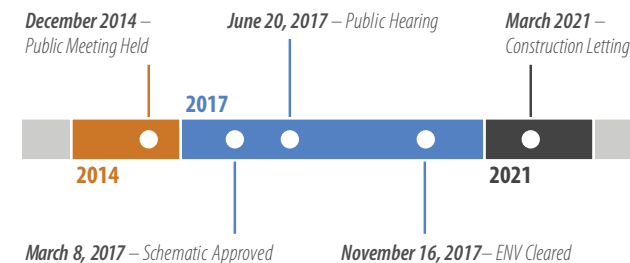 December 2014 –
Public Meeting Held
June 20, 2017 – Public Hearing
March 2021 –
Construction Letting
2017
2014
2021
March 8, 2017 – Schematic Approved
November 16, 2017– ENV Cleared